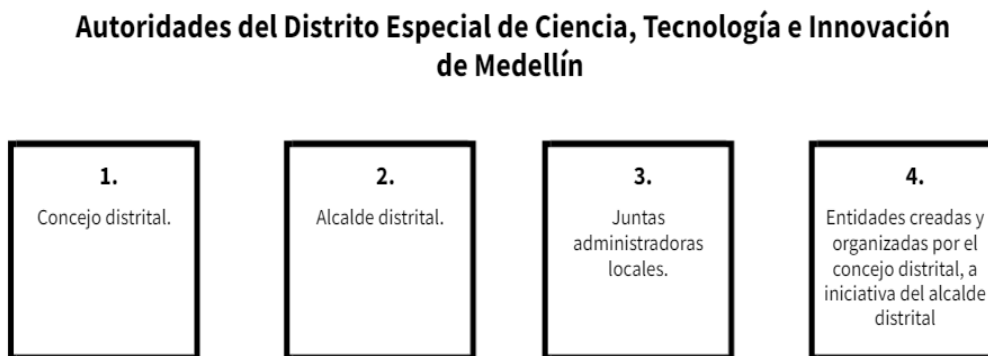 Autoridades del Distrito Especial de Ciencia, Tecnología e Innovación
de Medellín
1.
Concejo distrital.
2.
Alcalde distrital.
3.
Juntas
administradoras
locales.
4.
Entidades creadas y
organizadas por el
concejo distrital, a
iniciativa del alcalde
distrital